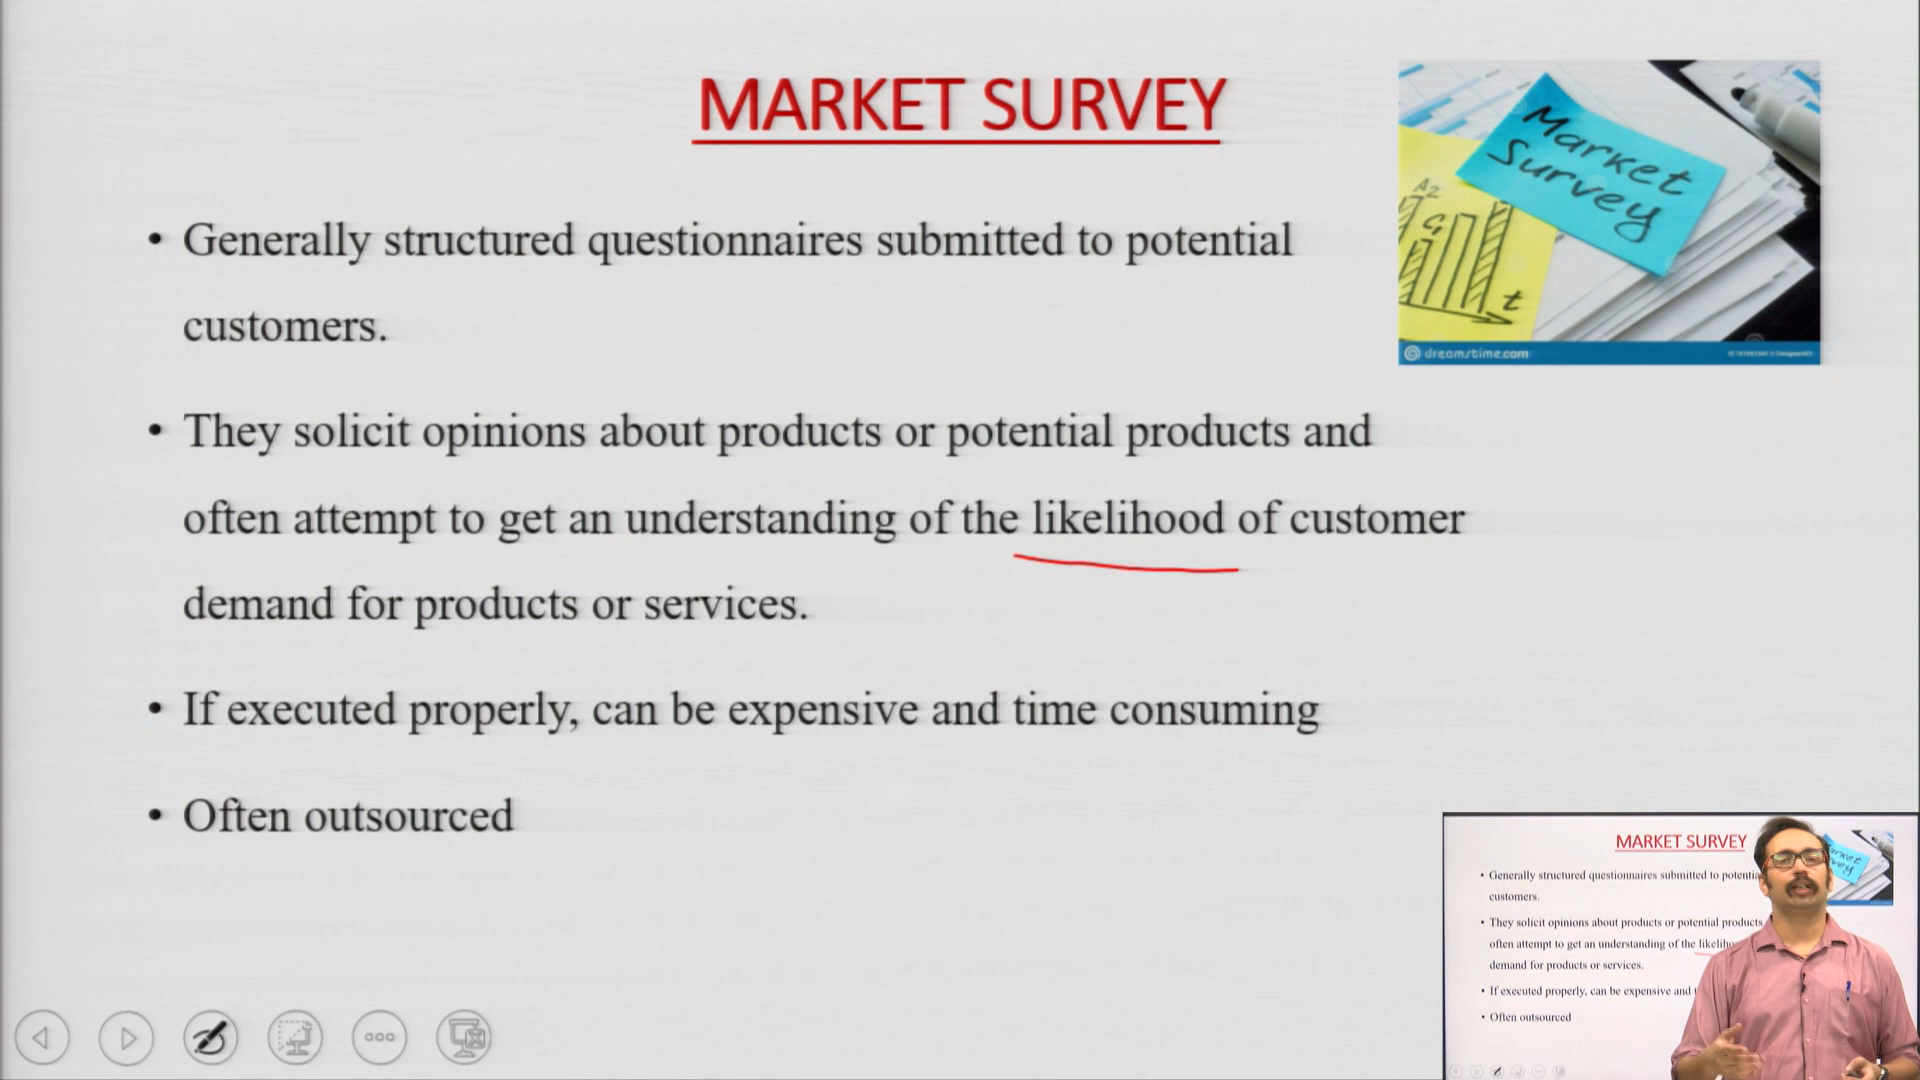 MARKET SURVEY
• Generally structured questionnaires submitted to potential
customers.
• They solicit opinions about products or potential products and
often attempt to get an understanding of the likelihood of customer
demand for products or services.
• If executed properly, can be expensive and time consuming
• Often outsourced
Market
Survey
A2
t
dreamstime.com
MARKET SURVEY
• Generally structured questionnaires submitted to
customers.
• They solicit opinions about products or potential products
often attempt to get an understanding of the
demand for products or services.
• If executed properly, can be expensive and
• Often outsourced